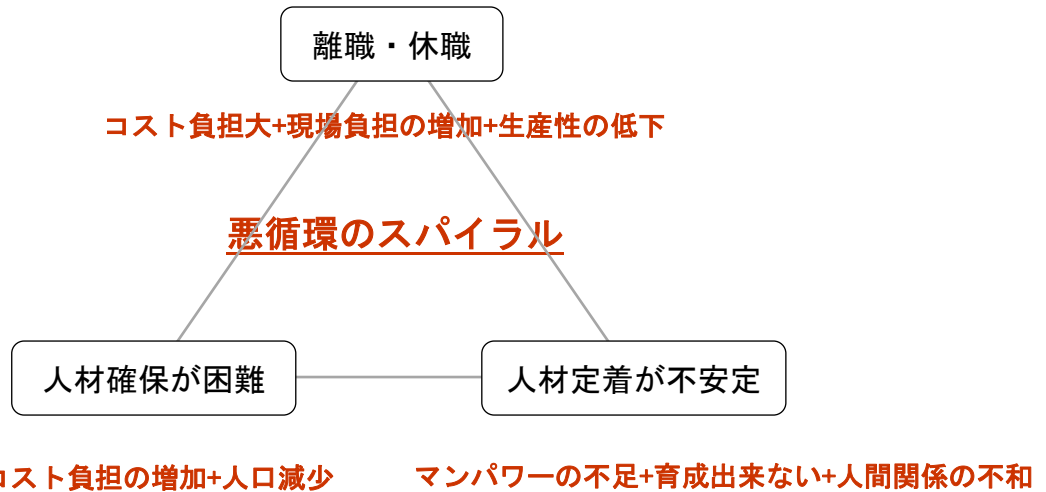 離職・休職
コスト負担大+現場負担の増加+生産性の低下
悪循環のスパイラル
人材確保が困難
人材定着が不安定
コスト負担の増加+人口減少
マンパワーの不足+育成出来ない+人間関係の不和